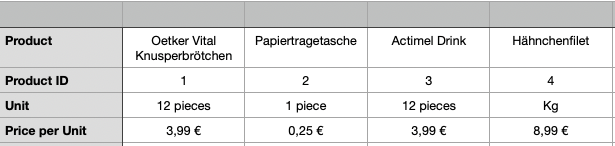 Product Oetker Vital Papiertragetasche Actimel Drink Hähnchenfilet
Knusperbrötchen
Product ID 1 2 3 4
Unit 12 pieces 1 piece 12 pieces Kg
Price per Unit 3,99 € 0,25 € 3,99 € 8,99 €